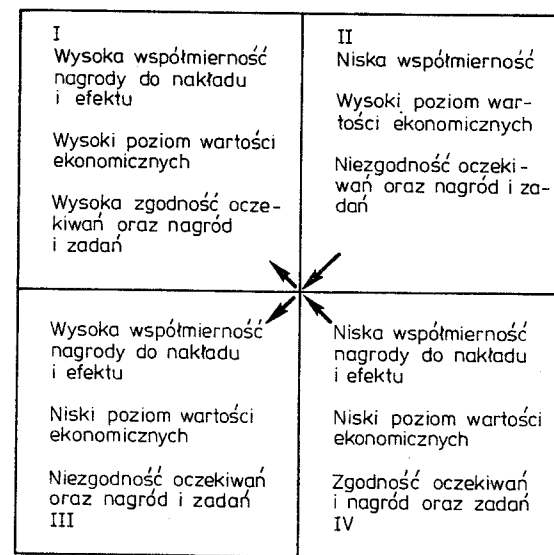 I
Wysoka współmierność
nagrody do nakładu
i efektu
Wysoki poziom wartości
ekonomicznych
Wysoka zgodność ocze-
kiwań oraz nagród
i zadań
II
Niska współmierność
Wysoki poziom war-
tości ekonomicznych
Niezgodność oczeki-
wań oraz nagród i za-
dań
Wysoka współmierność
nagrody do nakładu
i efektu
Niski poziom wartości
ekonomicznych
Niezgodność oczekiwań
oraz nagród i zadań
III
Niska współmierność
nagrody do nakładu
i efektu
Niski poziom wartości
ekonomicznych
Zgodność oczekiwań
i nagród oraz zadań
IV